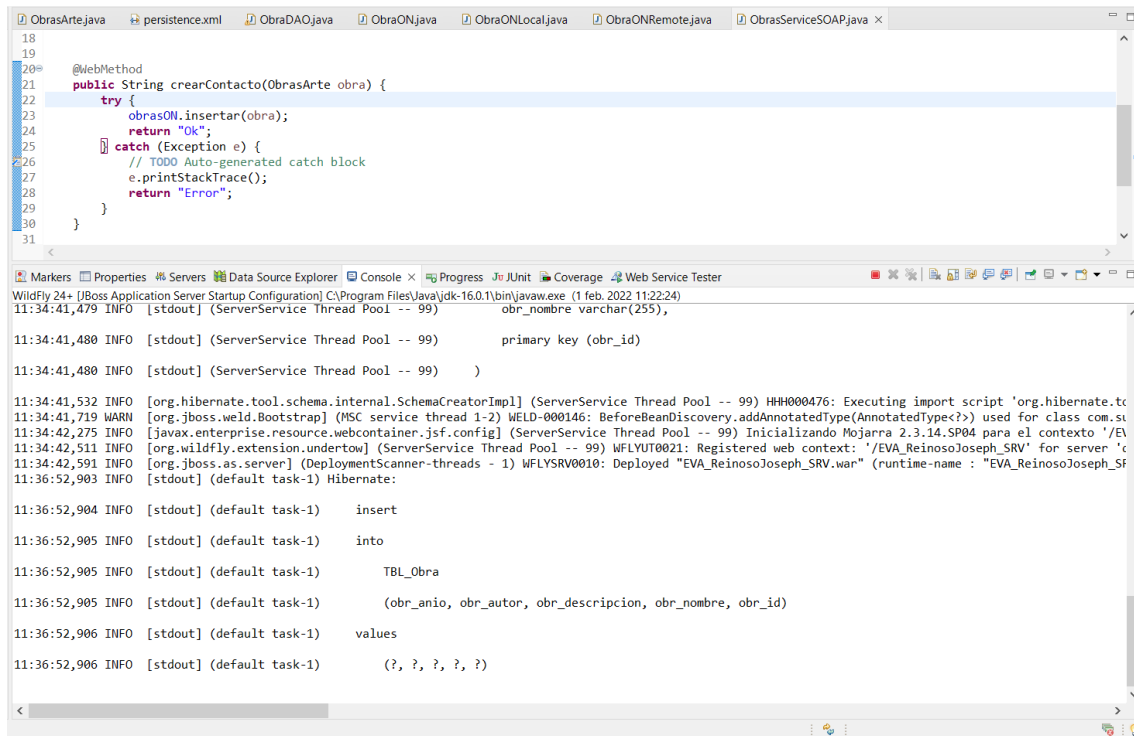 ObrasArte.java persistence.xml ObraDAO.java ObraON.java ObraONLocal.java ObraONRemote.java ObrasServiceSOAP.java
18
19
20 @WebMethod
21 public String crearContacto(ObrasArte obra) {
22 try {
23 obrasON.insertar(obra);
24 return "Ok";
25 } catch (Exception e) {
26 // TODO Auto-generated catch block
27 e.printStackTrace();
28 return "Error";
29 }
30 }
31
Markers Properties Servers Data Source Explorer Console Progress JUnit Coverage Web Service Tester
WildFly 24+ [JBoss Application Server Startup Configuration] C:\Program Files\Java\jdk-16.0.1\bin\javaw.exe (1 feb. 2022 11:22:24)
11:34:41,479 INFO [stdout] (ServerService Thread Pool -- 99) obr_nombre varchar(255),
11:34:41,480 INFO [stdout] (ServerService Thread Pool -- 99) primary key (obr_id)
11:34:41,480 INFO [stdout] (ServerService Thread Pool -- 99) )
11:34:41,532 INFO [org.hibernate.tool.schema.internal.SchemaCreatorImpl] (ServerService Thread Pool -- 99) HHH000476: Executing import script 'org.hibernate.to
11:34:41,719 WARN [org.jboss.weld.Bootstrap] (MSC service thread 1-2) WELD-000146: BeforeBeanDiscovery.addAnnotatedType(AnnotatedType<?>) used for class com.su
11:34:42,275 INFO [javax.enterprise.resource.webcontainer.jsf.config] (ServerService Thread Pool -- 99) Inicializando Mojarra 2.3.14.SP04 para el contexto '/EV
11:34:42,511 INFO [org.wildfly.extension.undertow] (ServerService Thread Pool -- 99) WFLYUT0021: Registered web context: '/EVA_ReinosoJoseph_SRV' for server 'd
11:34:42,591 INFO [org.jboss.as.server] (DeploymentScanner-threads - 1) WFLYSRV0010: Deployed "EVA_ReinosoJoseph_SRV.war" (runtime-name : "EVA_ReinosoJoseph_SR
11:36:52,903 INFO [stdout] (default task-1) Hibernate:
11:36:52,904 INFO [stdout] (default task-1) insert
11:36:52,905 INFO [stdout] (default task-1) into
11:36:52,905 INFO [stdout] (default task-1) TBL_Obra
11:36:52,905 INFO [stdout] (default task-1) (obr_anio, obr_autor, obr_descripcion, obr_nombre, obr_id)
11:36:52,906 INFO [stdout] (default task-1) values
11:36:52,906 INFO [stdout] (default task-1) (?, ?, ?, ?, ?)